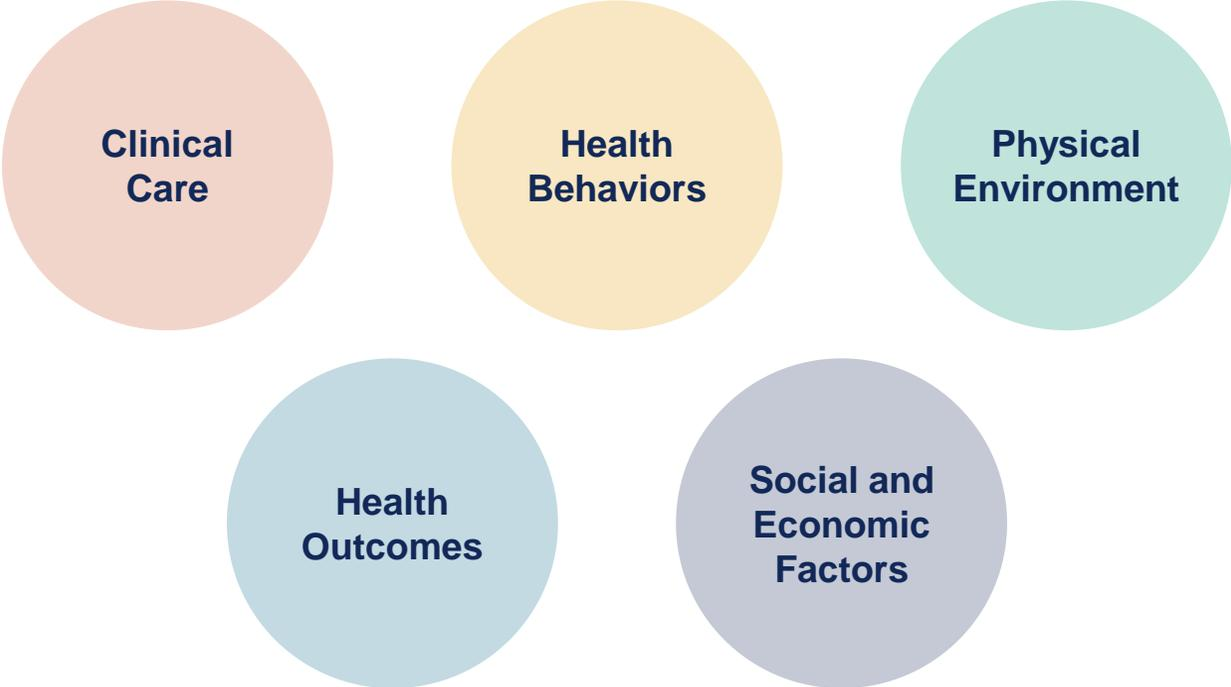 Clinical
Care
Health
Behaviors
Physical
Environment
Health
Outcomes
Social and
Economic
Factors